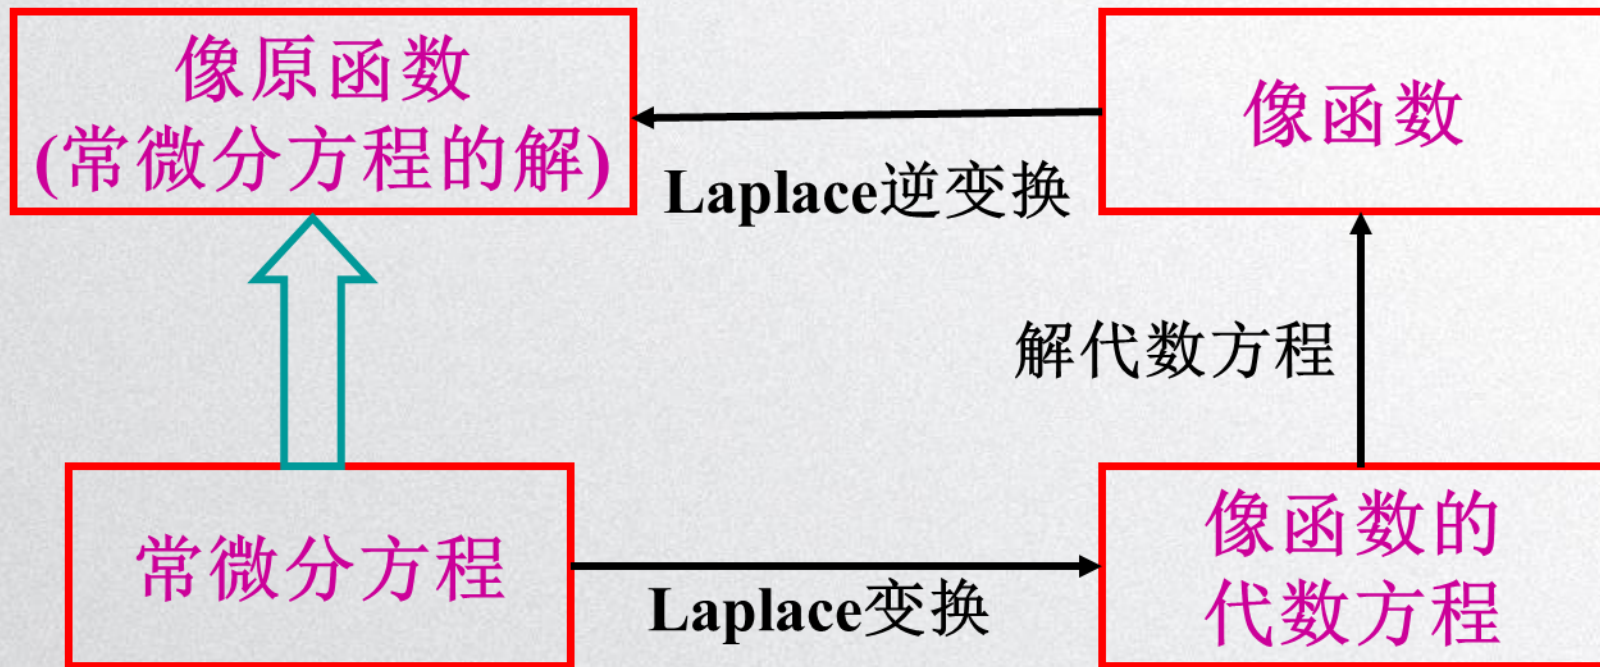 像原函数
(常微分方程的解)
像函数
Laplace逆变换
解代数方程
常微分方程
Laplace变换
像函数的
代数方程